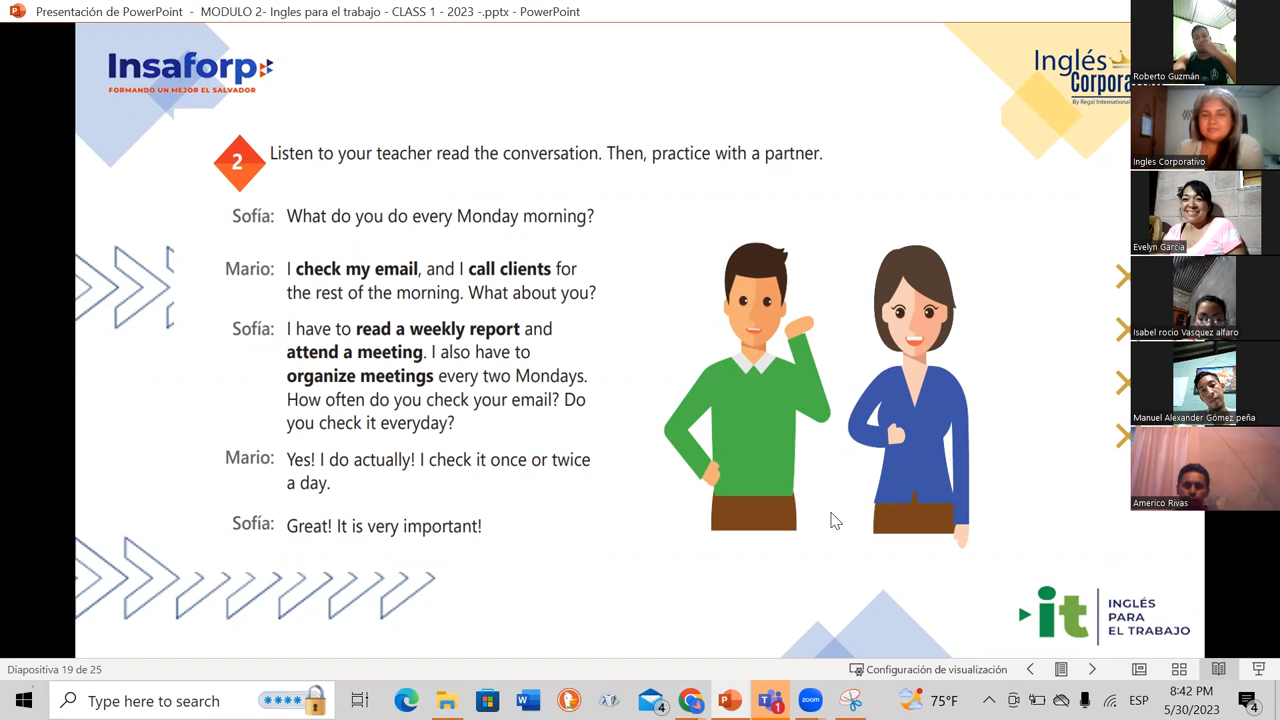 Presentación de PowerPoint - MODULO 2- Ingles para el trabajo - CLASS 1 - 2023 -.pptx - PowerPoint
Insaforp
FORMANDO UN MEJOR EL SALVADOR
Inglés
By Regal International
2
Listen to your teacher read the conversation. Then, practice with a partner.
Sofía: What do you do every Monday morning?
Mario: I check my email, and I call clients for
the rest of the morning. What about you?
Sofía: I have to read a weekly report and
attend a meeting. I also have to
organize meetings every two Mondays.
How often do you check your email? Do
you check it everyday?
Mario: Yes! I do actually! I check it once or twice
a day.
Sofía: Great! It is very important!
it
INGLÉS
PARA
EL TRABAJO
Roberto Guzmán
Ingles Corporativo
Evelyn García
Isabel rocio Vasquez alfaro
Manuel Alexander Gómez peña
Americo Rivas
Diapositiva 19 de 25
Configuración de visualización
Type here to search
4
1
zoom
75°F
ESP
8:42 PM
5/30/2023
4